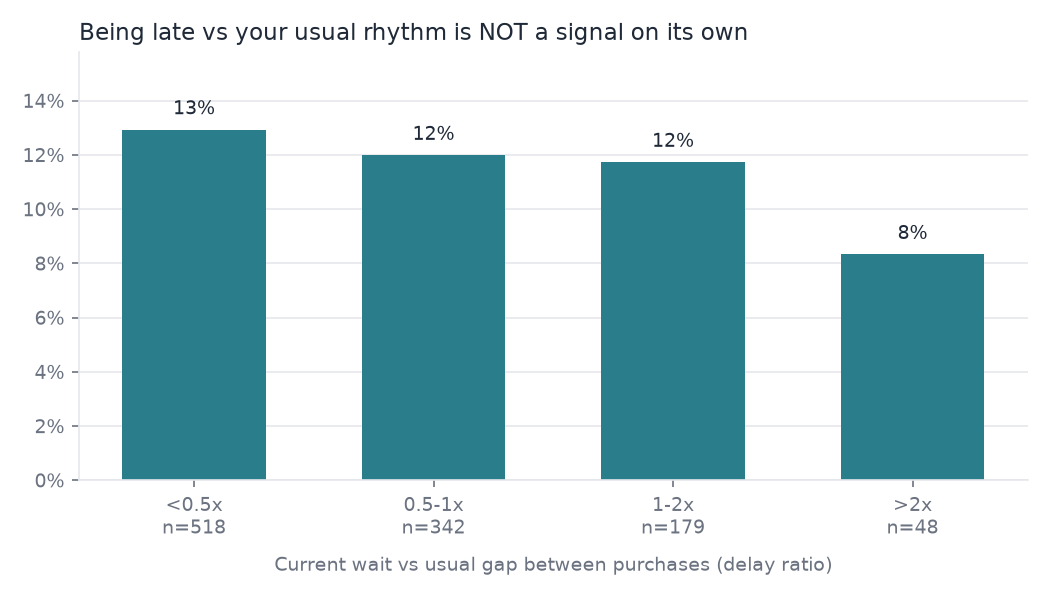 Being late vs your usual rhythm is NOT a signal on its own
14%
12%
10%
8%
6%
4%
2%
0%
13%
12%
12%
8%
<0.5x
n=518
0.5-1x
n=342
1-2x
n=179
>2x
n=48
Current wait vs usual gap between purchases (delay ratio)